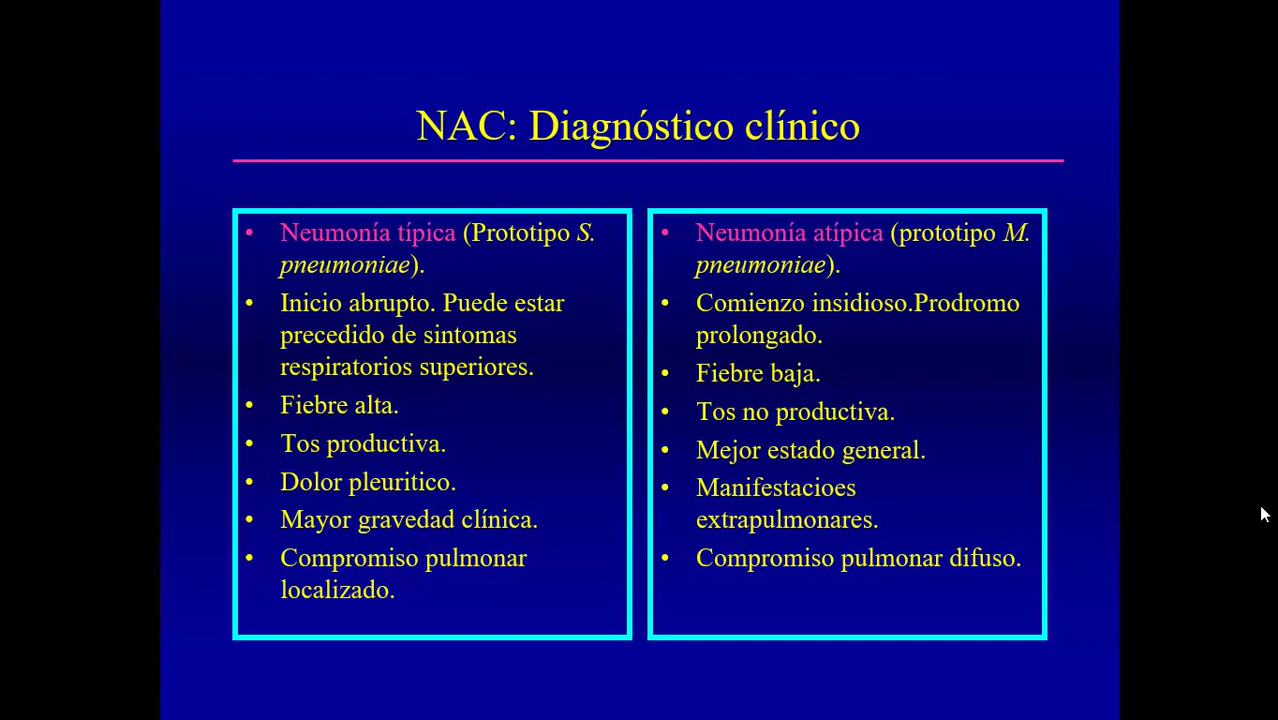 NAC: Diagnóstico clínico
• Neumonía típica (Prototipo S.
pneumoniae).
• Inicio abrupto. Puede estar
precedido de sintomas
respiratorios superiores.
• Fiebre alta.
• Tos productiva.
• Dolor pleuritico.
• Mayor gravedad clínica.
• Compromiso pulmonar
localizado.
• Neumonía atípica (prototipo M.
pneumoniae).
• Comienzo insidioso.Prodromo
prolongado.
• Fiebre baja.
• Tos no productiva.
• Mejor estado general.
• Manifestacioes
extrapulmonares.
• Compromiso pulmonar difuso.